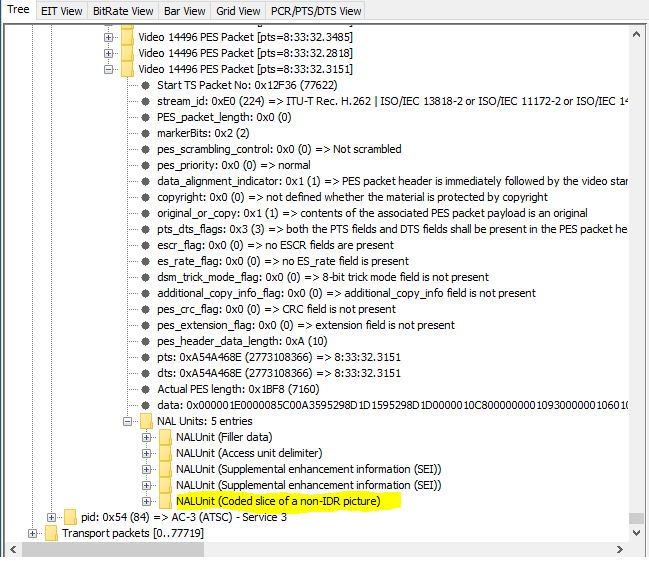 Tree EIT View BitRate View Bar View Grid View PCR/PTS/DTS View
Video 14496 PES Packet [pts=8:33:32.3485]
Video 14496 PES Packet [pts=8:33:32.2818]
Video 14496 PES Packet [pts=8:33:32.3151]
Start TS Packet No: 0x12F36 (77622)
stream_id: 0xE0 (224) => ITU-T Rec. H.262 | ISO/IEC 13818-2 or ISO/IEC 11172-2 or ISO/IEC 14
PES_packet_length: 0x0 (0)
markerBits: 0x2 (2)
pes_scrambling_control: 0x0 (0) => Not scrambled
pes_priority: 0x0 (0) => normal
data_alignment_indicator: 0x1 (1) => PES packet header is immediately followed by the video star
copyright: 0x0 (0) => not defined whether the material is protected by copyright
original_or_copy: 0x1 (1) => contents of the associated PES packet payload is an original
pts_dts_flags: 0x3 (3) => both the PTS fields and DTS fields shall be present in the PES packet he
escr_flag: 0x0 (0) => no ESCR fields are present
es_rate_flag: 0x0 (0) => no ES_rate field is present
dsm_trick_mode_flag: 0x0 (0) => 8-bit trick mode field is not present
additional_copy_info_flag: 0x0 (0) => additional_copy_info field is not present
pes_crc_flag: 0x0 (0) => CRC field is not present
pes_extension_flag: 0x0 (0) => extension field is not present
pes_header_data_length: 0xA (10)
pts: 0xA54A468E (2773108366) => 8:33:32.3151
dts: 0xA54A468E (2773108366) => 8:33:32.3151
Actual PES length: 0x1BF8 (7160)
data: 0x000001E0000085C00A3595298D1D1595298D1D0000010C800000000109300000010601
NAL Units: 5 entries
NALUnit (Filler data)
NALUnit (Access unit delimiter)
NALUnit (Supplemental enhancement information (SEI))
NALUnit (Supplemental enhancement information (SEI))
NALUnit (Coded slice of a non-IDR picture)
pid: 0x54 (84) => AC-3 (ATSC) - Service 3
Transport packets [0..77719]